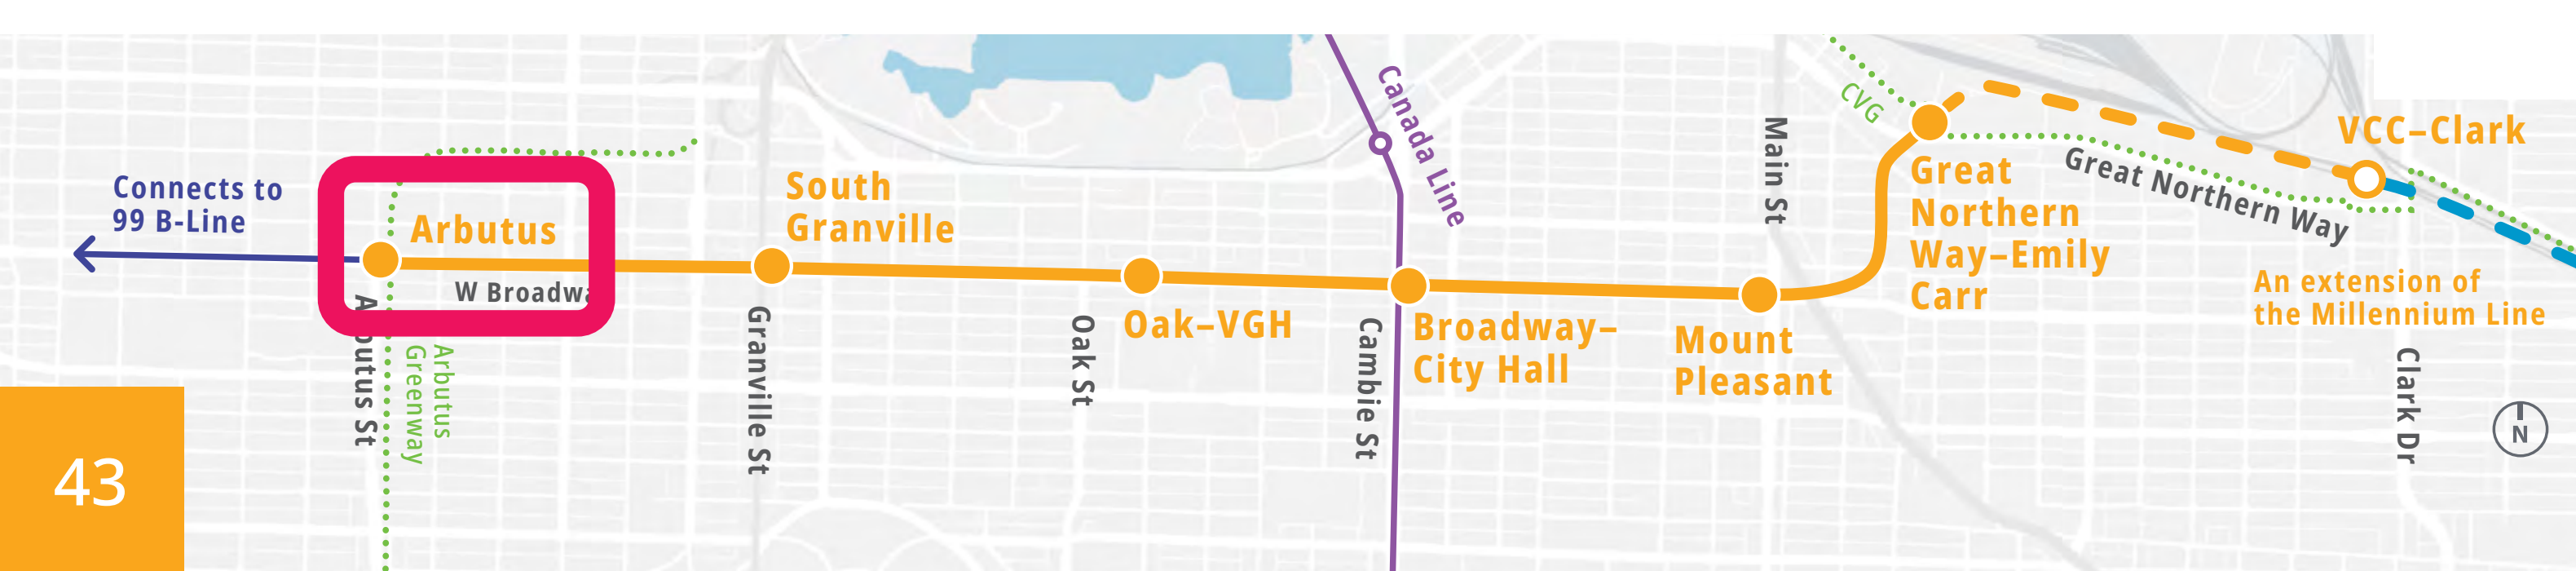 Connects to
99 B-Line
Arbutus
W Broadwa
South
Granville
Oak–VGH
Broadway–
City Hall
Mount
Pleasant
Great
Northern
Way–Emily
Carr
VCC–Clark
An extension of
the Millennium Line
Canada Line
CVG
Great Northern Way
Arbutus
Greenway
Granville St
Oak St
Cambie St
Main St
Clark Dr
N
43